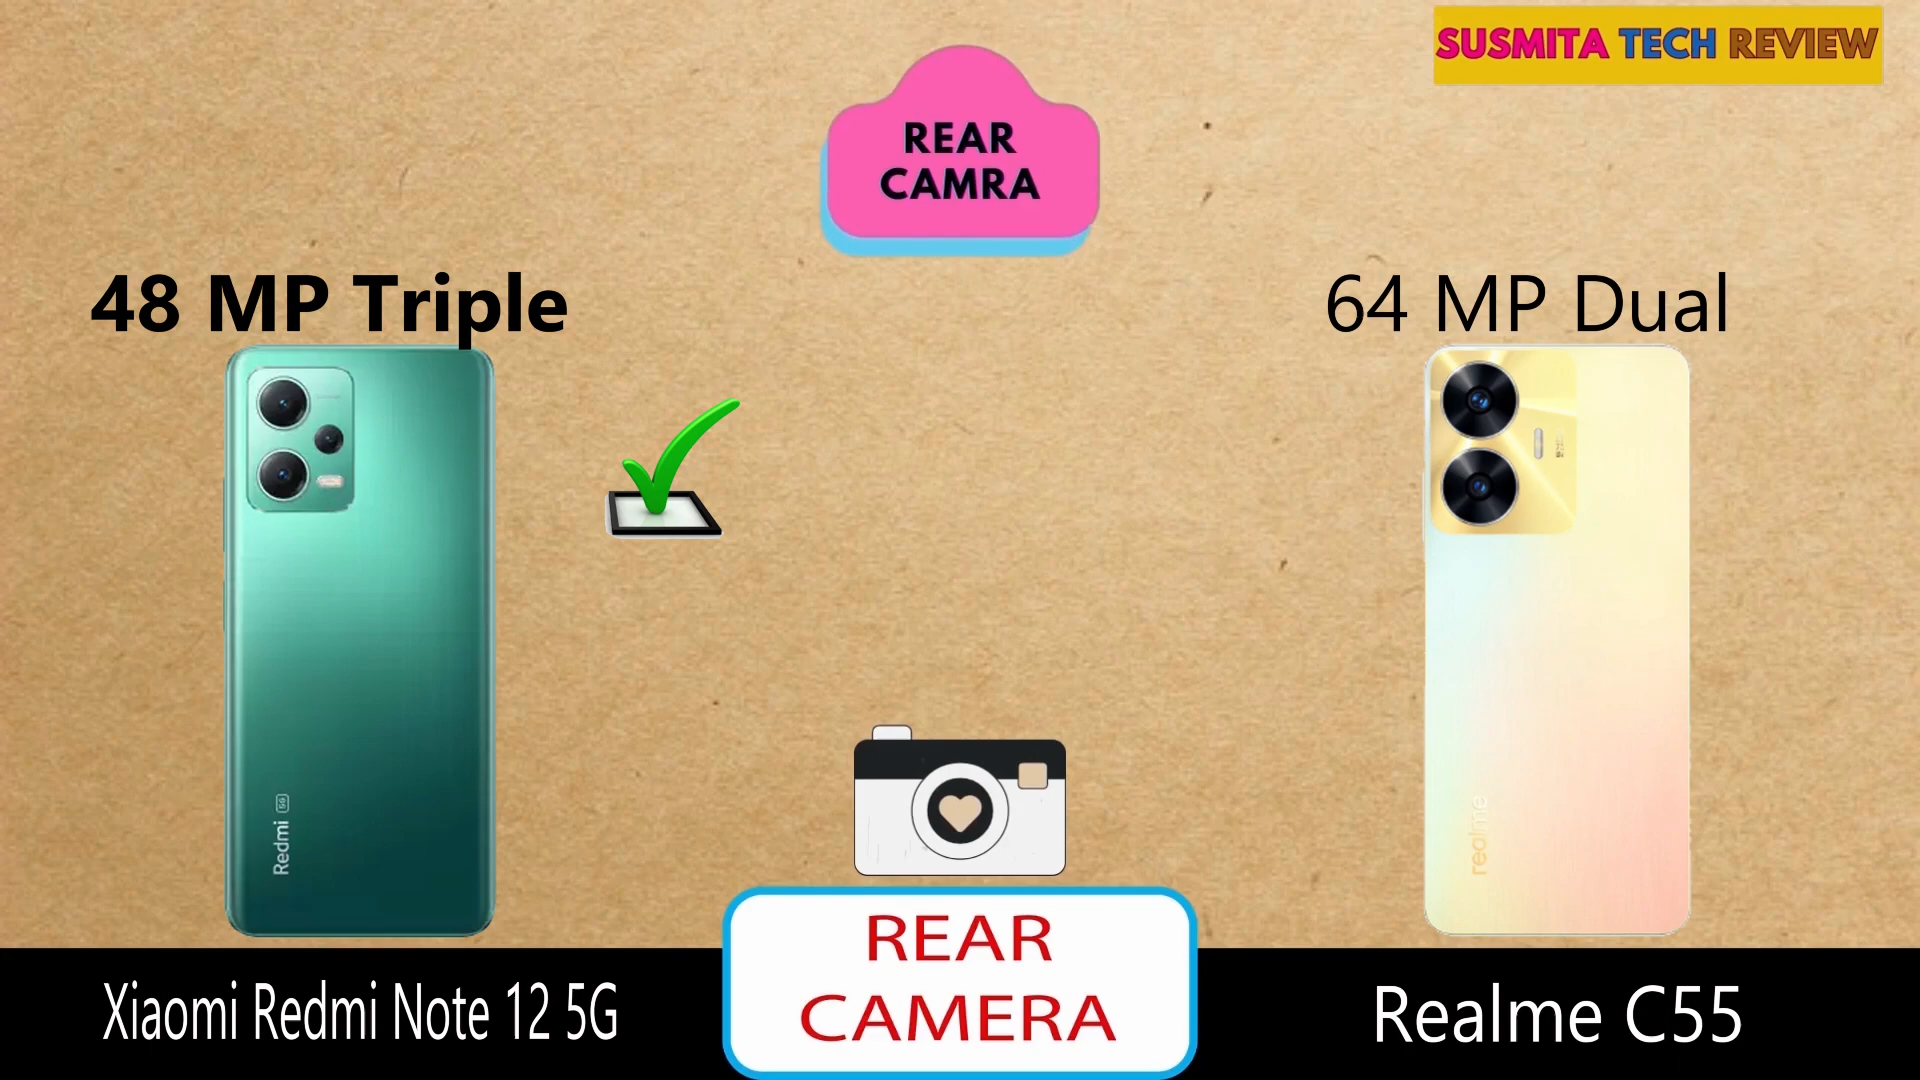 SUSMITA TECH REVIEW
REAR
CAMRA
48 MP Triple
64 MP Dual
Redmi 5G
realme
REAR
CAMERA
Xiaomi Redmi Note 12 5G
Realme C55